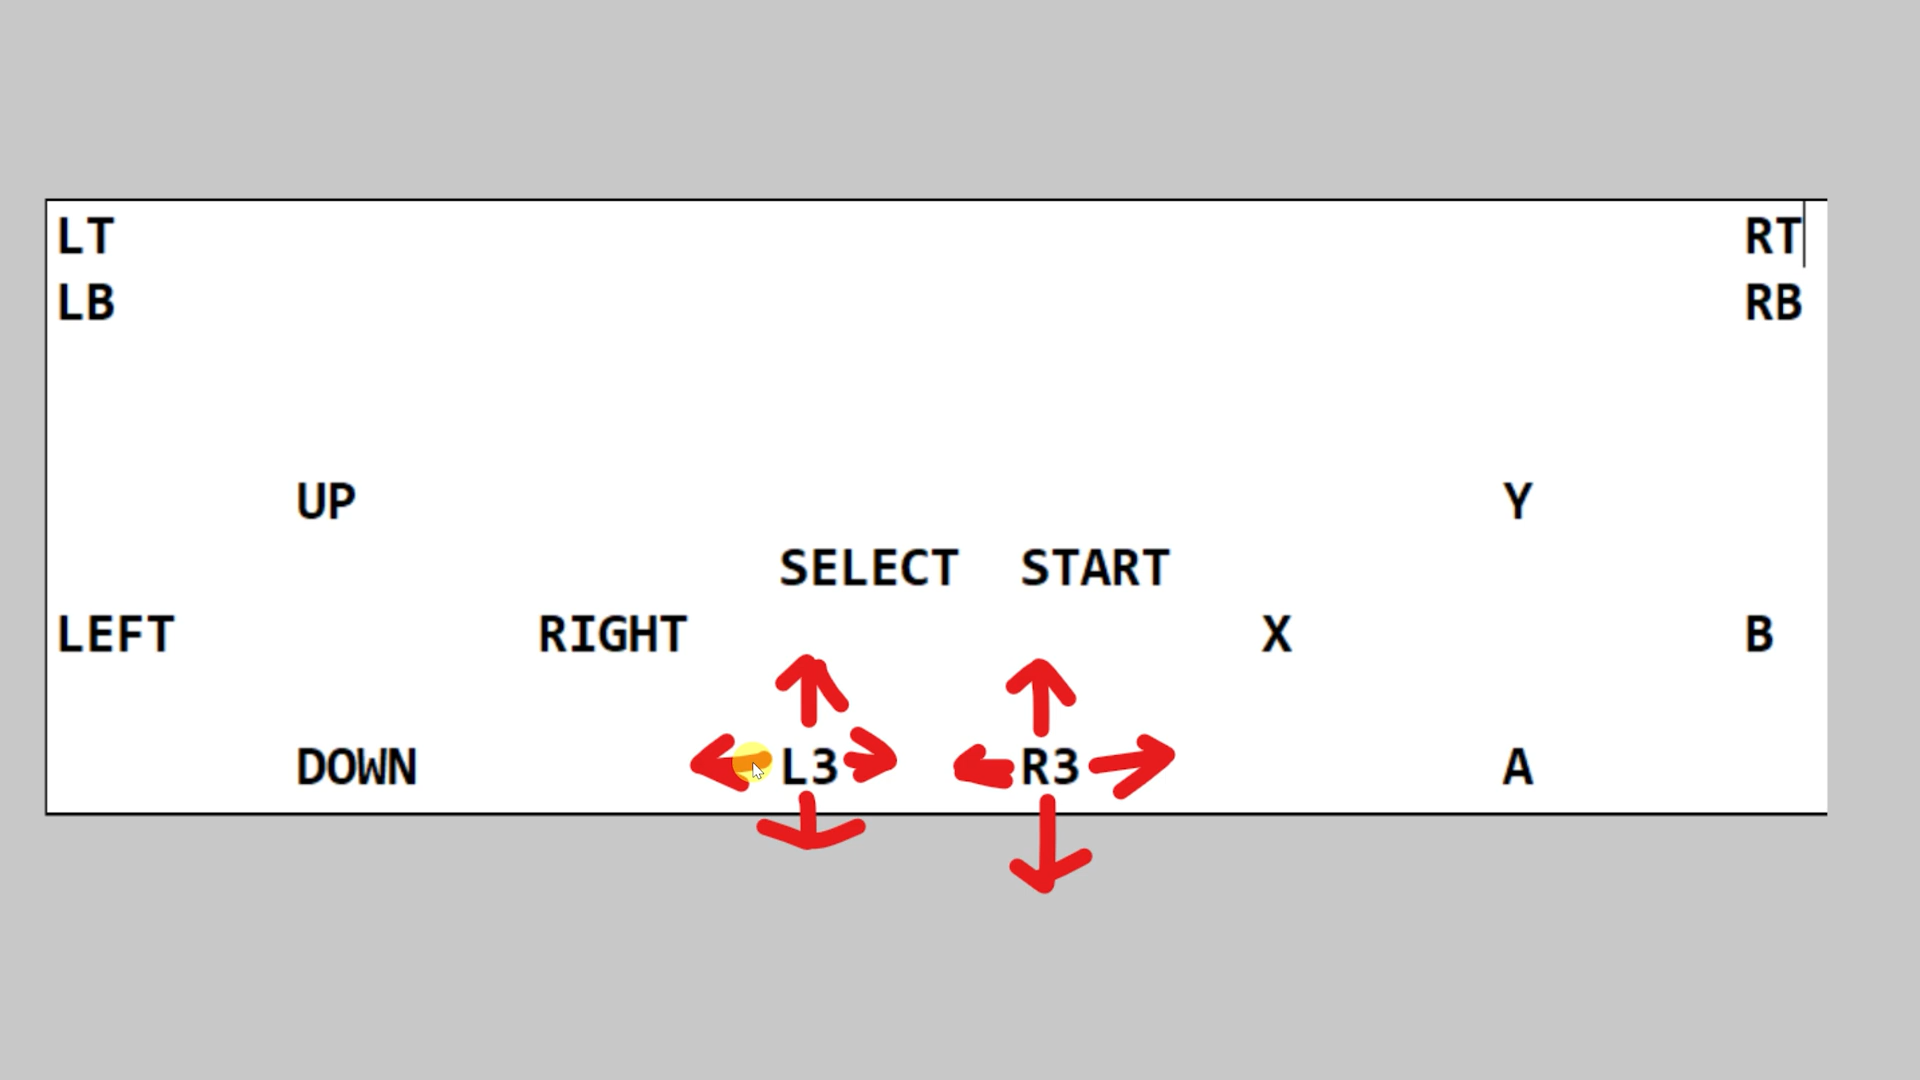 LT RT
LB RB
UP Y
SELECT START
LEFT RIGHT X B
DOWN L3 R3 A